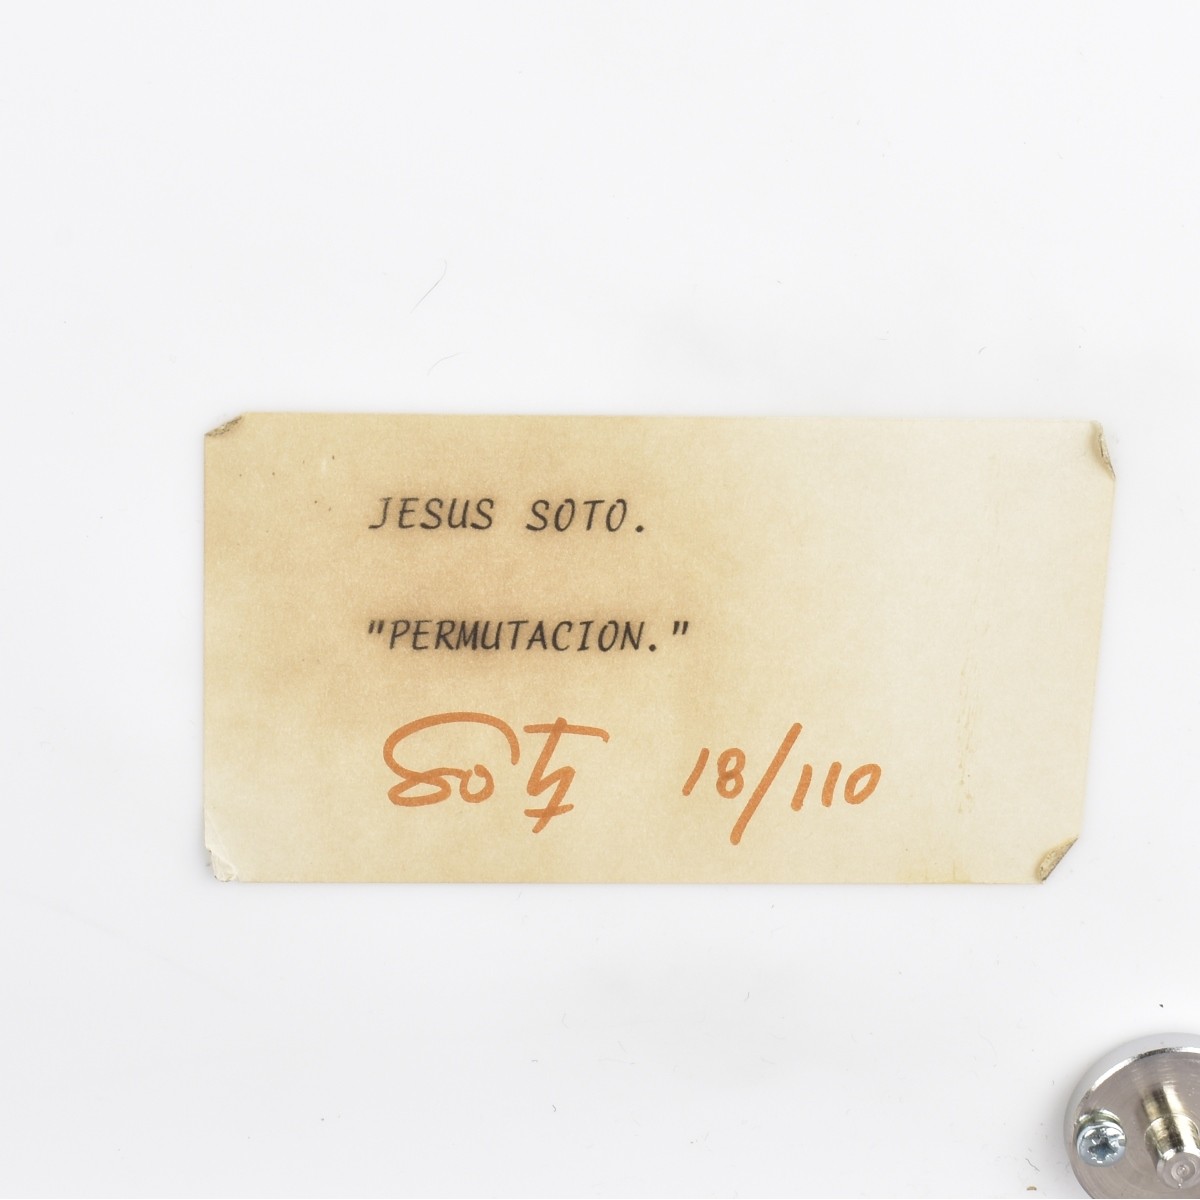 JESUS SOTO.
"PERMUTACION."
Soto 18/110